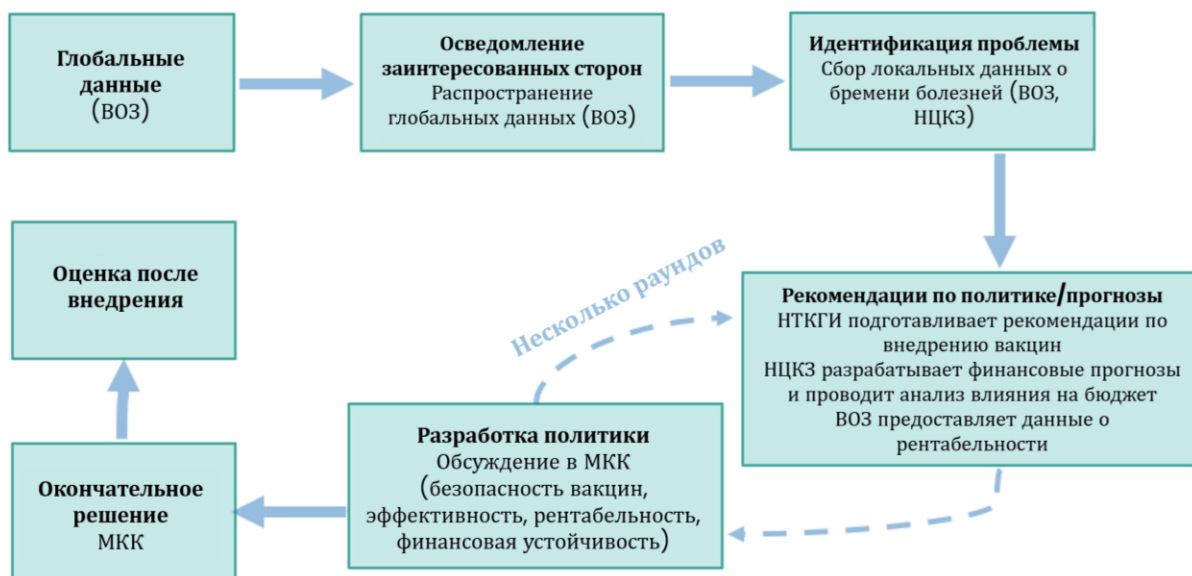 Глобальные
данные
(ВОЗ)
Осведомление
заинтересованных сторон
Распространение
глобальных данных (ВОЗ)
Идентификация проблемы
Сбор локальных данных о
бремени болезней (ВОЗ,
НЦКЗ)
Рекомендации по политике/прогнозы
НТКГИ подготавливает рекомендации по
внедрению вакцин
НЦКЗ разрабатывает финансовые прогнозы
и проводит анализ влияния на бюджет
ВОЗ предоставляет данные о
рентабельности
Несколько раундов
Разработка политики
Обсуждение в МКК
(безопасность вакцин,
эффективность, рентабельность,
финансовая устойчивость)
Окончательное
решение
МКК
Оценка после
внедрения